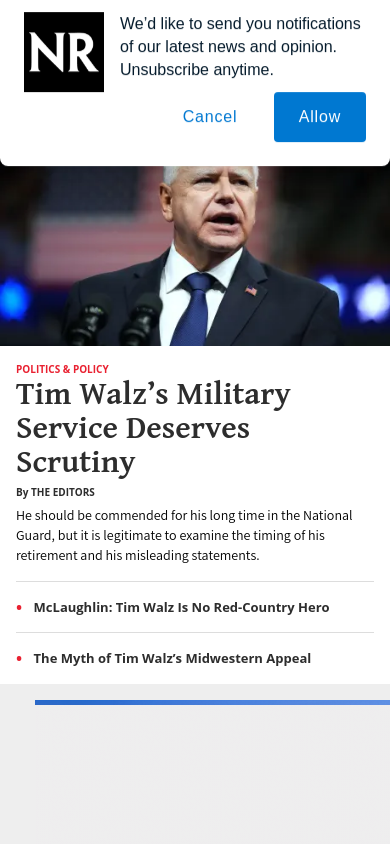 NR
We’d like to send you notifications
of our latest news and opinion.
Unsubscribe anytime.
Cancel
Allow
POLITICS & POLICY
Tim Walz’s Military
Service Deserves
Scrutiny
By THE EDITORS
He should be commended for his long time in the National
Guard, but it is legitimate to examine the timing of his
retirement and his misleading statements.
• McLaughlin: Tim Walz Is No Red-Country Hero
• The Myth of Tim Walz’s Midwestern Appeal